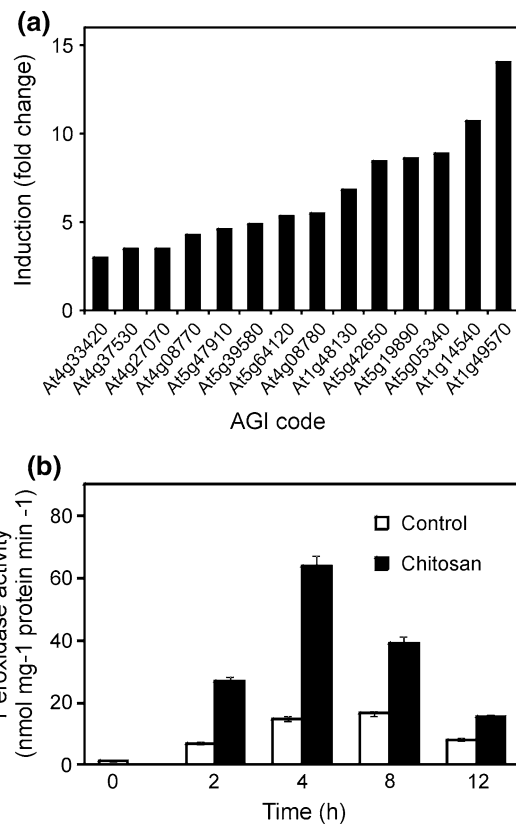 (a)
Induction (fold change)
15
10
5
0
At4g33420
At4g37530
At4g27070
At4g08770
At5g47910
At5g39580
At5g64120
At4g08780
At1g48130
At5g42650
At5g19890
At5g05340
At1g14540
At1g49570
AGI code
(b)
Peroxidase activity
(nmol mg-1 protein min -1)
80
60
40
20
0
Control
Chitosan
0 2 4 8 12
Time (h)